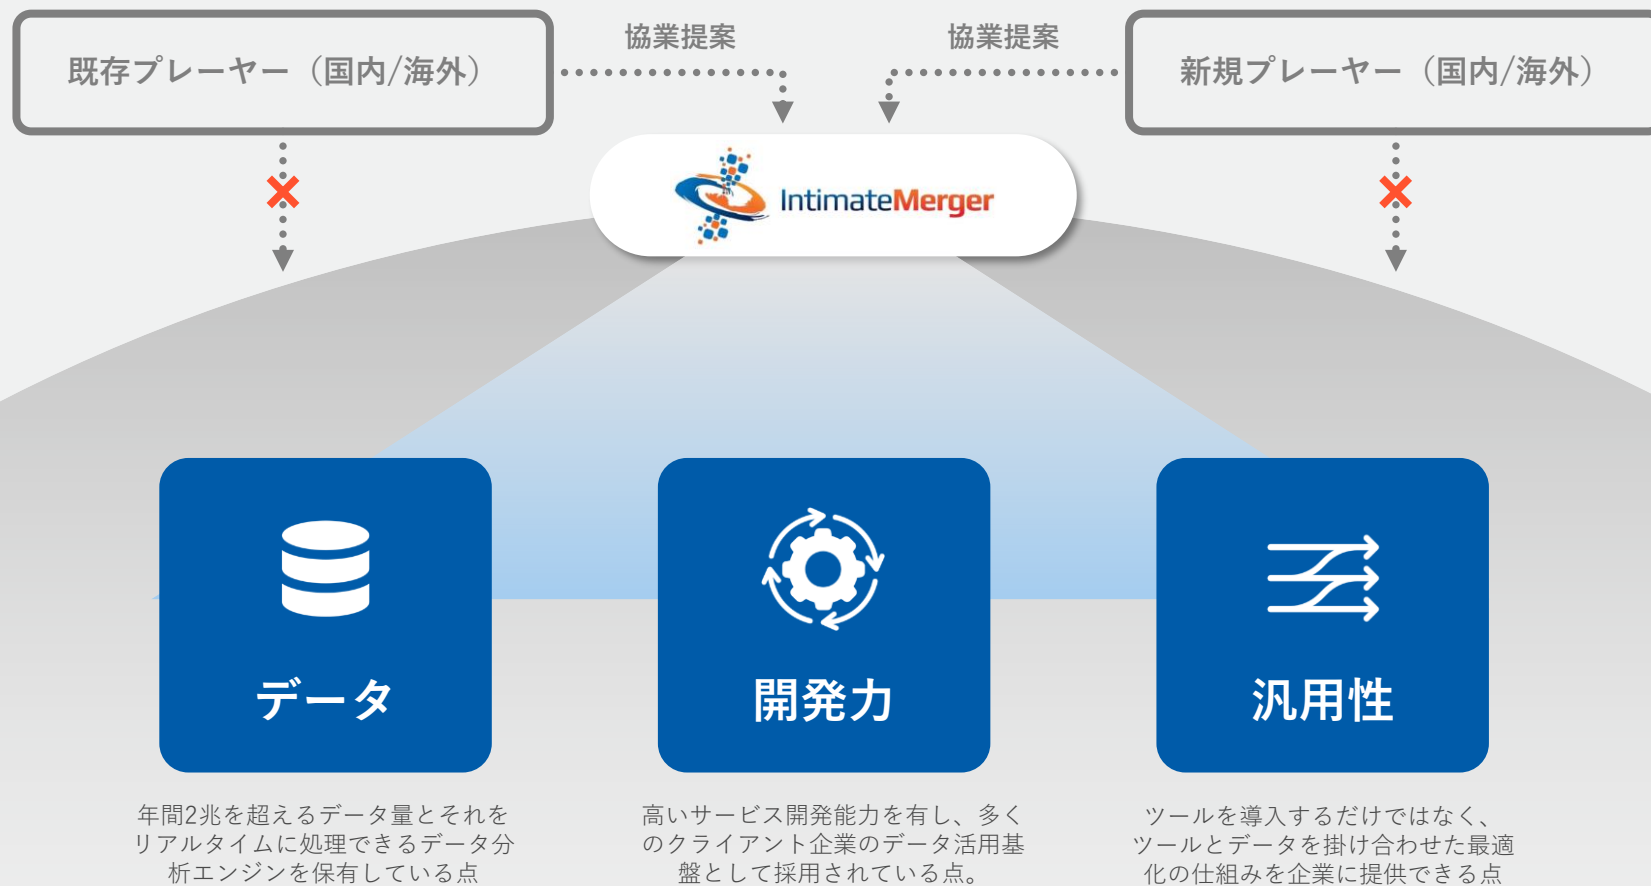 協業提案
協業提案
既存プレーヤー（国内/海外）
新規プレーヤー（国内/海外）
IntimateMerger
データ
開発力
汎用性
年間2兆を超えるデータ量とそれを
リアルタイムに処理できるデータ分
析エンジンを保有している点
高いサービス開発能力を有し、多く
のクライアント企業のデータ活用基
盤として採用されている点。
ツールを導入するだけではなく、
ツールとデータを掛け合わせた最適
化の仕組みを企業に提供できる点